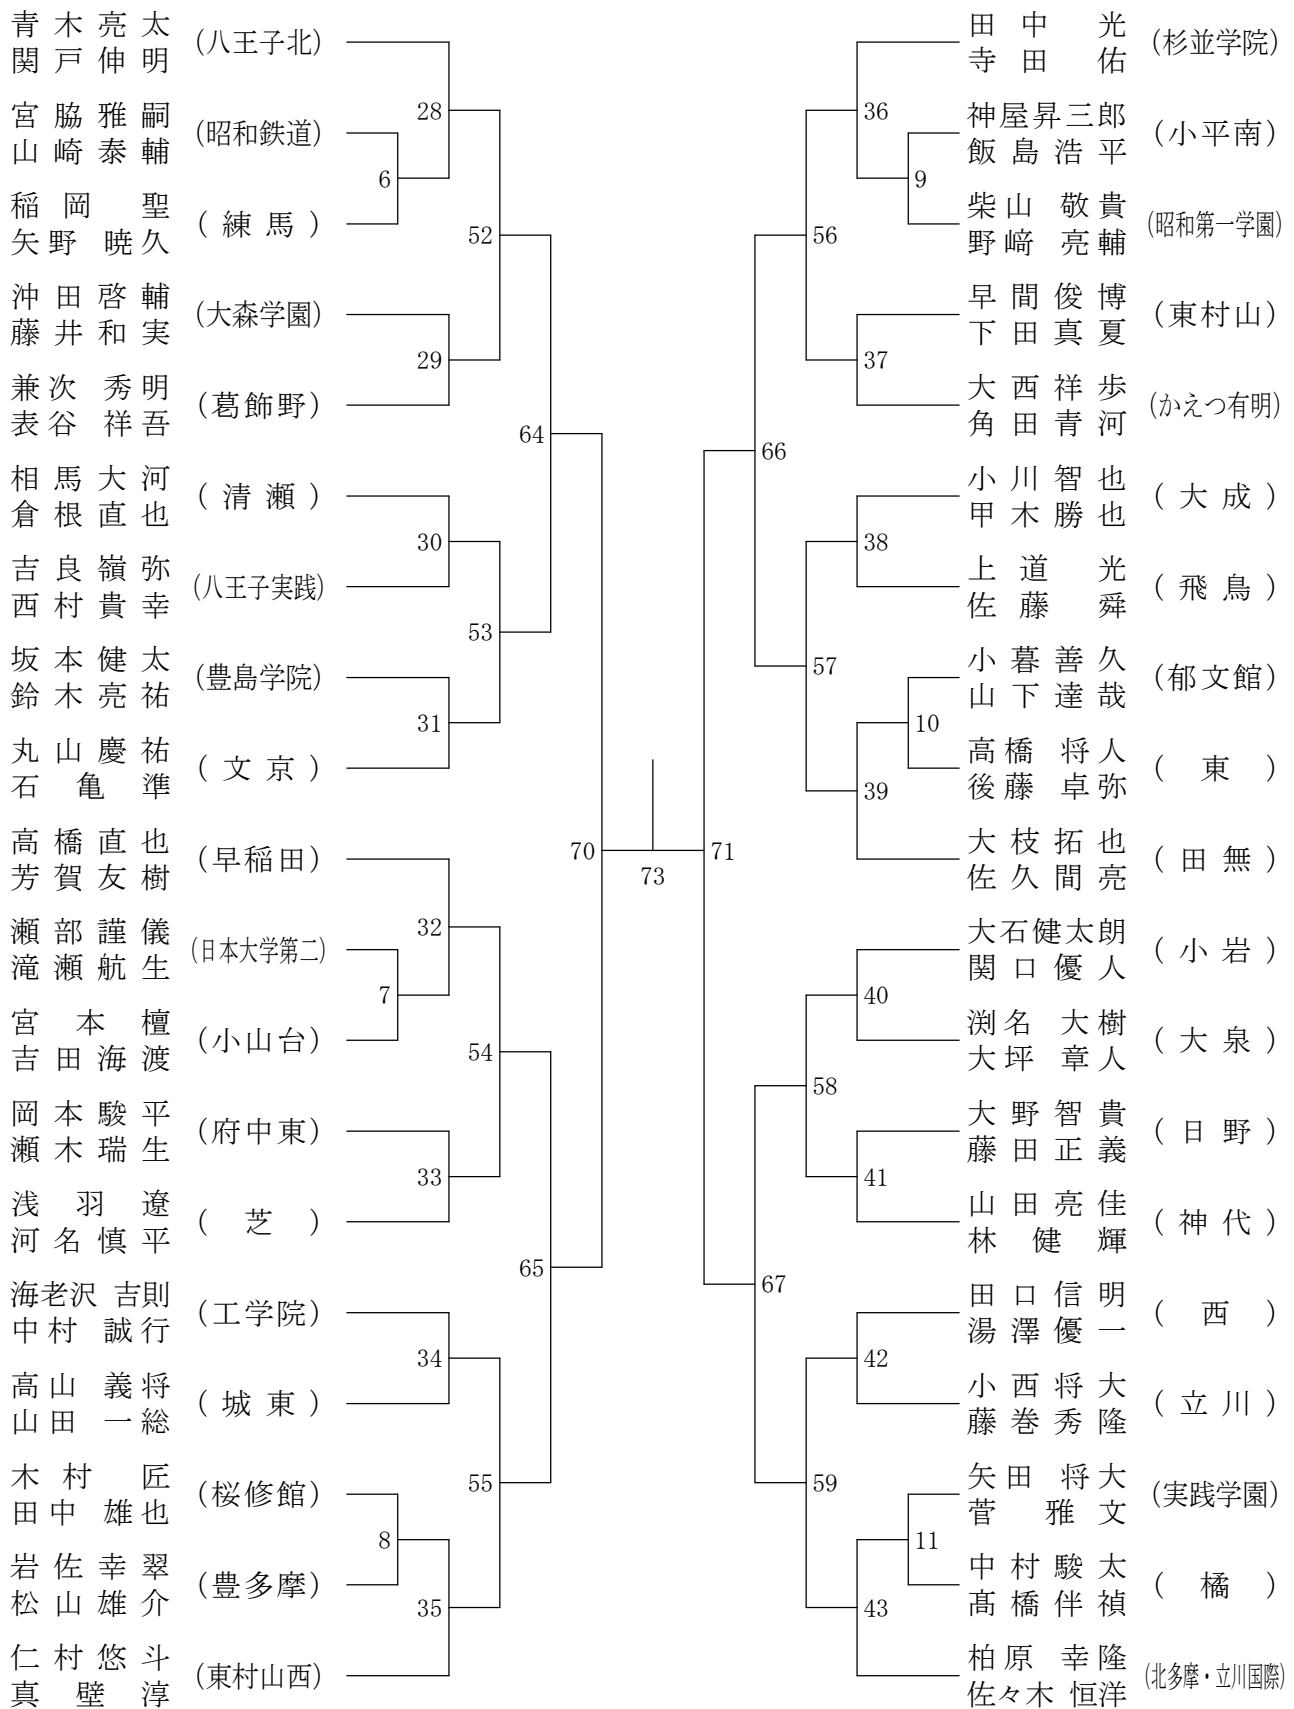 青木亮太
関戸伸明
(八王子北)
宮脇雅嗣
山崎泰輔
(昭和鉄道)
稲岡聖
矢野暁久
(練馬)
沖田啓輔
藤井和実
(大森学園)
兼次秀明
表谷祥吾
(葛飾野)
相馬大河
倉根直也
(清瀬)
吉良嶺弥
西村貴幸
(八王子実践)
坂本健太
鈴木亮祐
(豊島学院)
丸山慶祐
石亀準
(文京)
高橋直也
芳賀友樹
(早稲田)
瀬部謹儀
滝瀬航生
(日本大学第二)
宮本檀
吉田海渡
(小山台)
岡本駿平
瀬木瑞生
(府中東)
浅羽遼
河名慎平
(芝)
海老沢吉則
中村誠行
(工学院)
高山義将
山田一総
(城東)
木村匠
田中雄也
(桜修館)
岩佐幸翠
松山雄介
(豊多摩)
仁村悠斗
真壁淳
(東村山西)
28
6
52
29
64
30
53
31
70
32
7
54
33
65
34
55
8
35
73
71
36
9
56
37
66
38
57
10
39
40
58
41
67
42
59
11
43
田中光
寺田佑
(杉並学院)
神屋昇三郎
飯島浩平
(小平南)
柴山敬貴
野﨑亮輔
(昭和第一学園)
早間俊博
下田真夏
(東村山)
大西祥歩
角田青河
(かえつ有明)
小川智也
甲木勝也
(大成)
上道光
佐藤舜
(飛鳥)
小暮善久
山下達哉
(郁文館)
高橋将人
後藤卓弥
(東)
大枝拓也
佐久間亮
(田無)
大石健太朗
関口優人
(小岩)
渕名大樹
大坪章人
(大泉)
大野智貴
藤田正義
(日野)
山田亮佳
林健輝
(神代)
田口信明
湯澤優一
(西)
小西将大
藤巻秀隆
(立川)
矢田将大
菅雅文
(実践学園)
中村駿太
髙橋伴禎
(橘)
柏原幸隆
佐々木恒洋
(北多摩・立川国際)